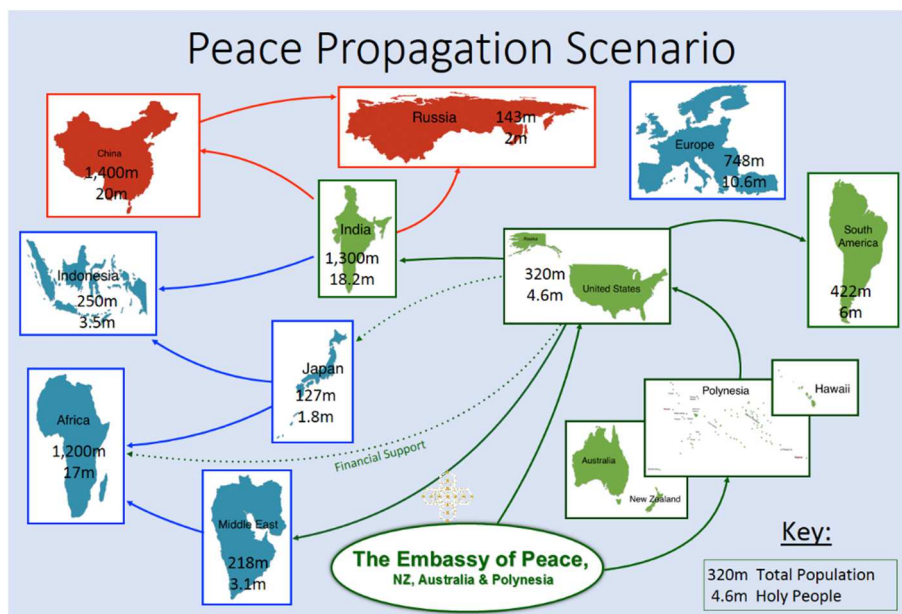 Peace Propagation Scenario
China
1,400m
20m
Russia
143m
2m
Europe
748m
10.6m
India
1,300m
18.2m
Alaska
320m
4.6m
United States
South
America
422m
6m
Indonesia
250m
3.5m
Japan
127m
1.8m
Polynesia
Hawaii
Africa
1,200m
17m
Financial Support
Australia
New Zealand
Middle East
218m
3.1m
The Embassy of Peace,
NZ, Australia & Polynesia
Key:
320m Total Population
4.6m Holy People